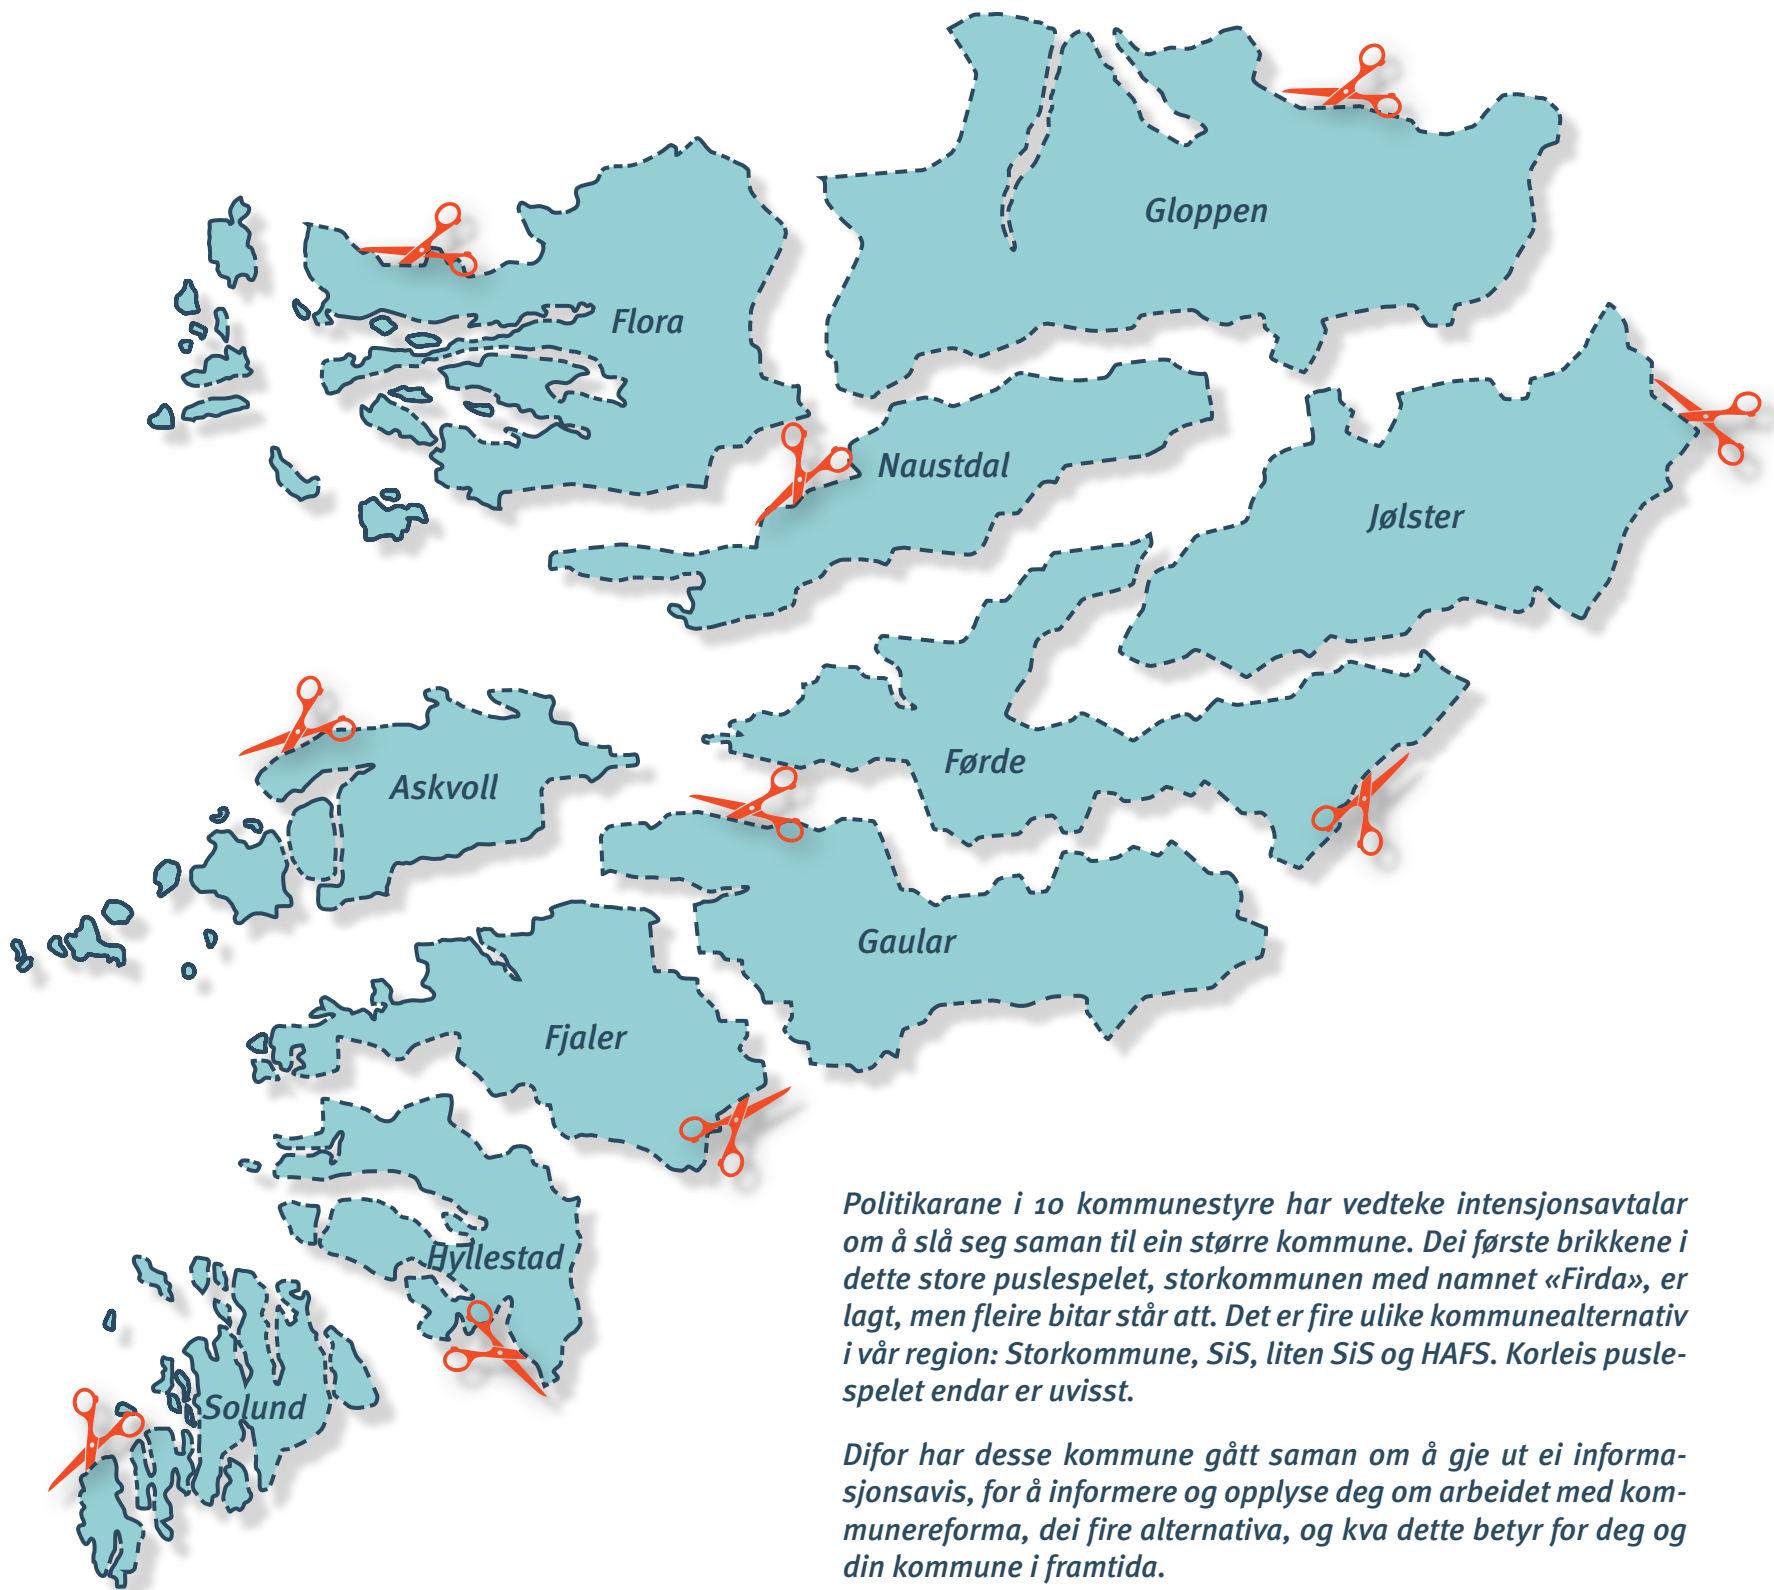 Gloppen
Flora
Naustdal
Jølster
Førde
Askvoll
Gaular
Fjaler
Hyllestad
Solund
Politikarane i 10 kommunestyre har vedteke intensjonsavtalar
om å slå seg saman til ein større kommune. Dei første brikkene i
dette store puslespelet, storkommunen med namnet «Firda», er
lagt, men fleire bitar står att. Det er fire ulike kommunealternativ
i vår region: Storkommune, SiS, liten SiS og HAFS. Korleis pusle-
spelet endar er uvisst.
Difor har desse kommune gått saman om å gje ut ei informa-
sjonsavis, for å informere og opplyse deg om arbeidet med kom-
munereforma, dei fire alternativa, og kva dette betyr for deg og
din kommune i framtida.